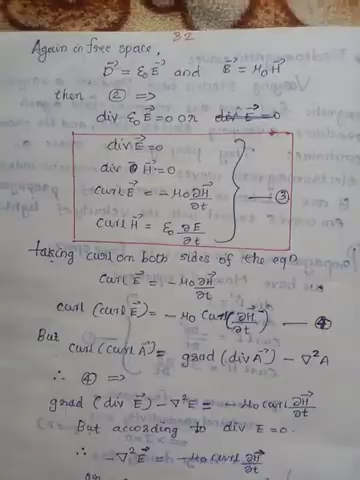 32
Again in free space,
D⃗ = ε₀E⃗ and B⃗ = μ₀H⃗
then ② =>
div ε₀E⃗ = 0 or div E⃗ = 0
div E⃗ = 0
div H⃗ = 0
curl E⃗ = -μ₀ ∂H⃗/∂t
curl H⃗ = ε₀ ∂E/∂t — ③
taking curl on both sides of the eqn
curl E⃗ = -μ₀ ∂H⃗/∂t
curl (curl E⃗) = -μ₀ curl (∂H⃗/∂t) — ④
But
curl (curl A⃗) = grad (div A⃗) - ∇²A
∴ ④ =>
grad (div E⃗) - ∇²E = -μ₀ curl ∂H⃗/∂t
But according to div E = 0.
∴ -∇²E⃗ = -μ₀ curl ∂H⃗/∂t